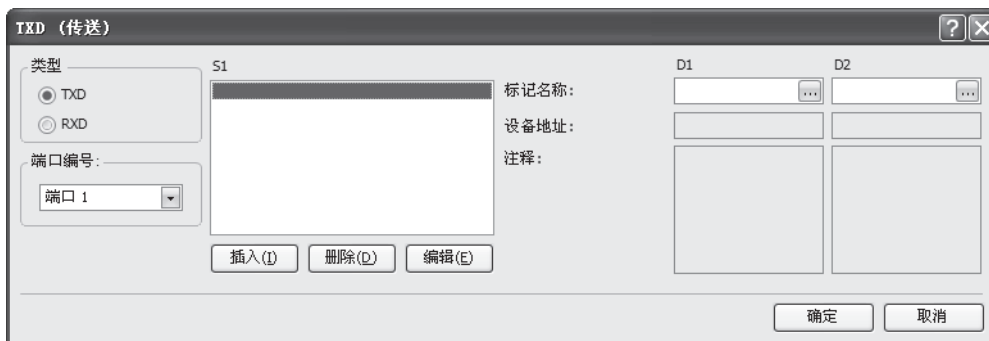 TXD (传送)
类型
TXD
RXD
端口编号:
端口 1
S1
插入(I)
删除(D)
编辑(E)
D1
D2
标记名称:
...
...
设备地址:
注释:
确定
取消